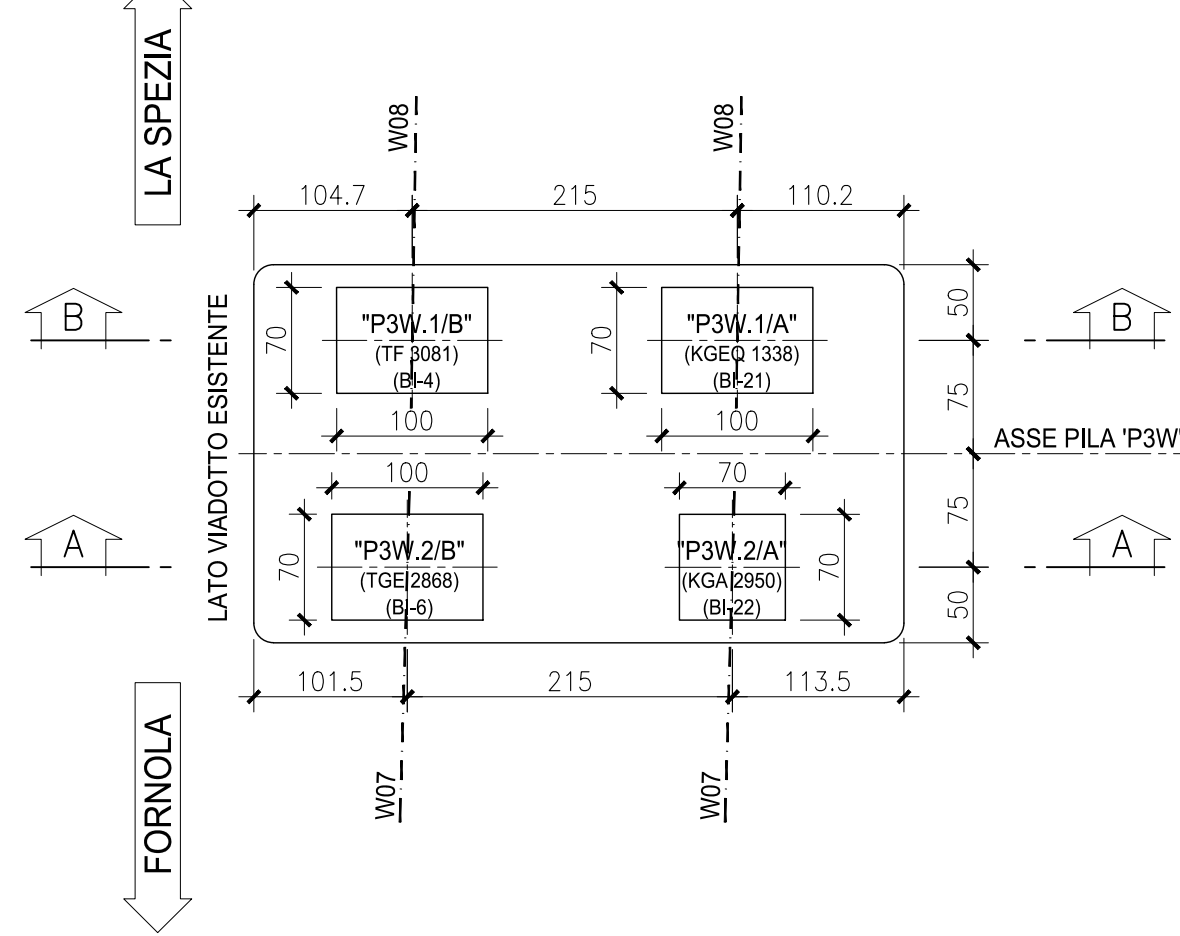 LA SPEZIA
W08
W08
104.7
215
110.2
B
B
50
70
"P3W.1/B"
(TF 3081)
(BI-4)
70
"P3W.1/A"
(KGEQ 1338)
(BI-21)
100
100
75
LATO VIADOTTO ESISTENTE
ASSE PILA 'P3W'
100
70
75
A
A
70
"P3W.2/B"
(TGE 2868)
(BI-6)
"P3W.2/A"
(KGA 2950)
(BI-22)
70
50
101.5
215
113.5
FORNOLA
W07
W07